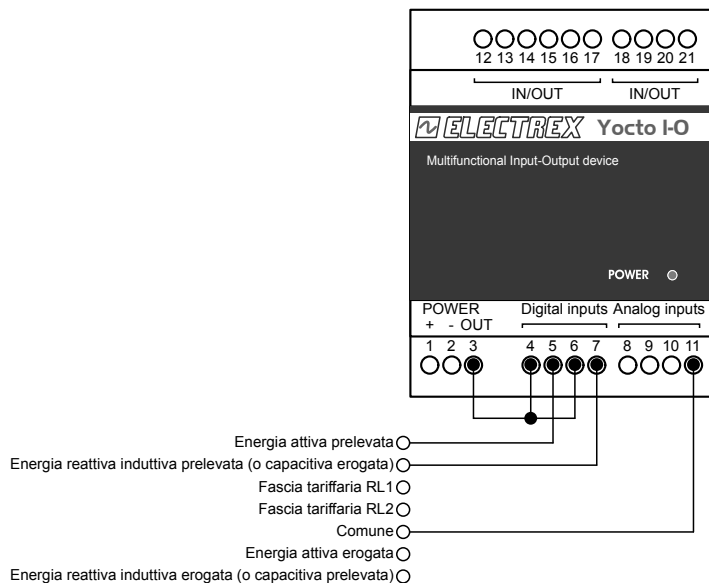 12 13 14 15 16 17 18 19 20 21
IN/OUT IN/OUT
ELECTREX Yocto I-O
Multifunctional Input-Output device
POWER
POWER Digital inputs Analog inputs
+ - OUT
1 2 3 4 5 6 7 8 9 10 11
Energia attiva prelevata
Energia reattiva induttiva prelevata (o capacitiva erogata)
Fascia tariffaria RL1
Fascia tariffaria RL2
Comune
Energia attiva erogata
Energia reattiva induttiva erogata (o capacitiva prelevata)